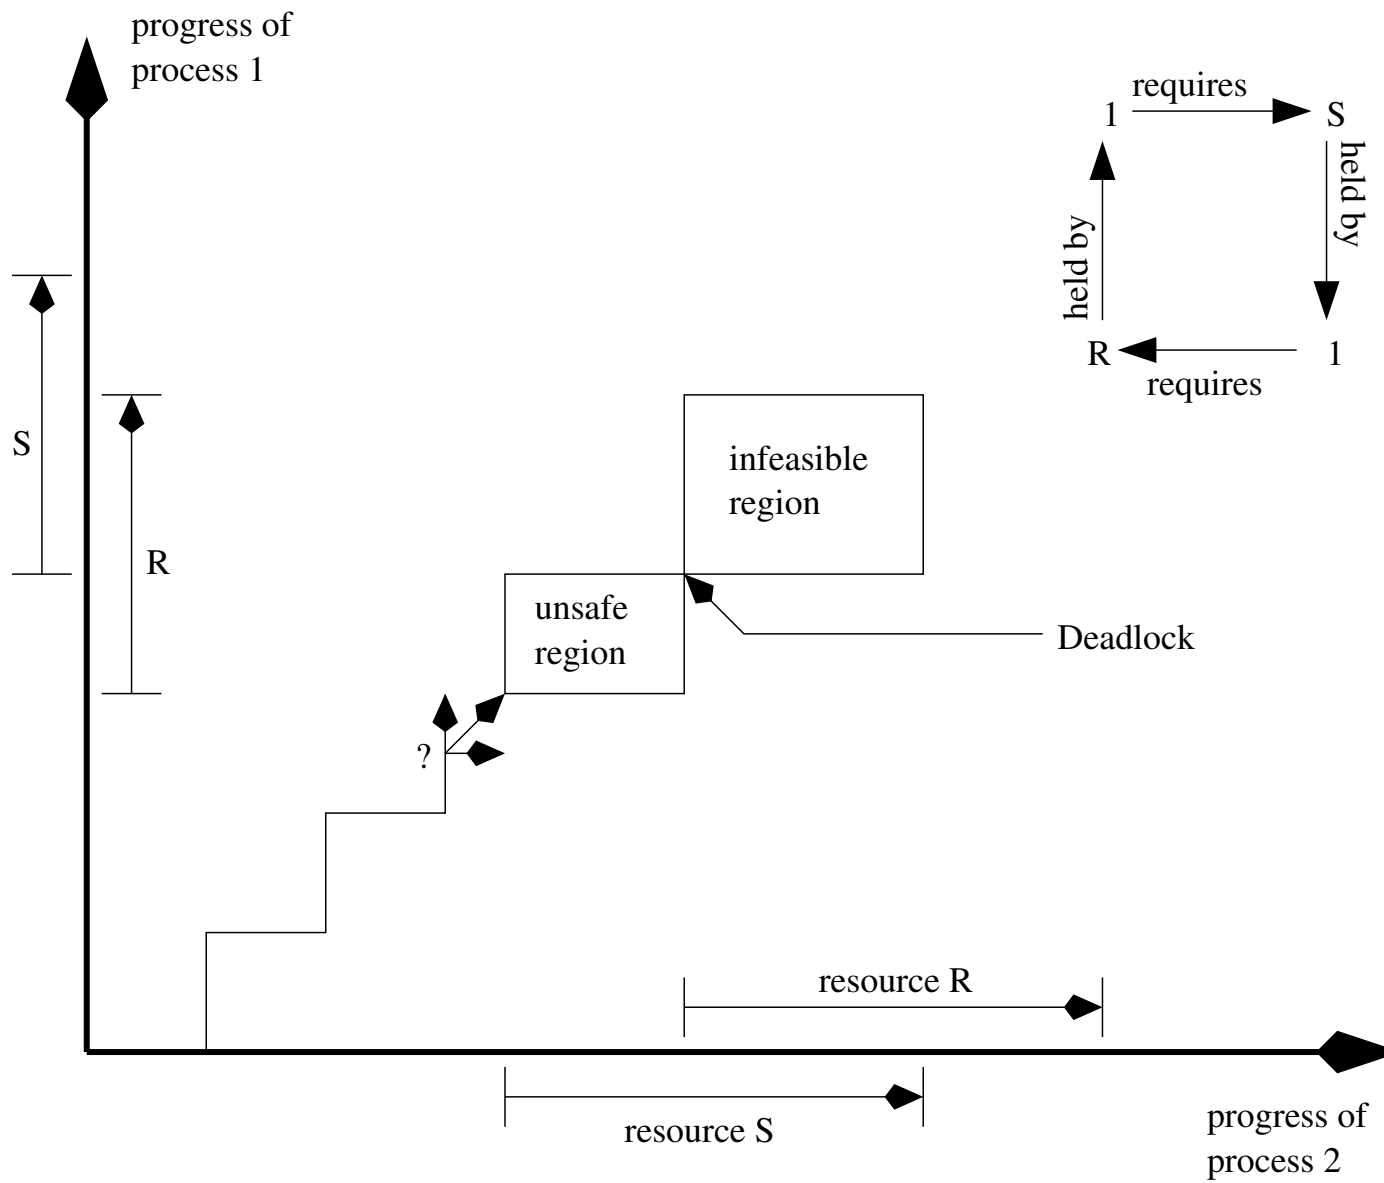 progress of
process 1
requires
1
S
held by
held by
R
1
requires
S
R
infeasible
region
unsafe
region
Deadlock
?
resource R
resource S
progress of
process 2